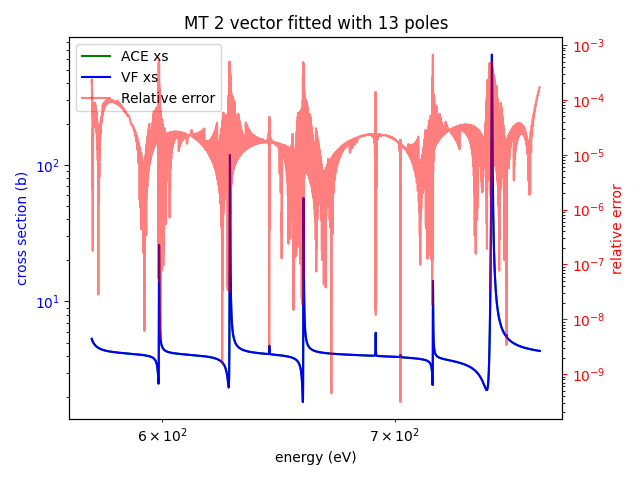 MT 2 vector fitted with 13 poles
ACE xs
VF xs
Relative error
cross section (b)
10²
10¹
10⁻³
10⁻⁴
10⁻⁵
10⁻⁶
10⁻⁷
10⁻⁸
10⁻⁹
relative error
6 × 10² 7 × 10²
energy (eV)